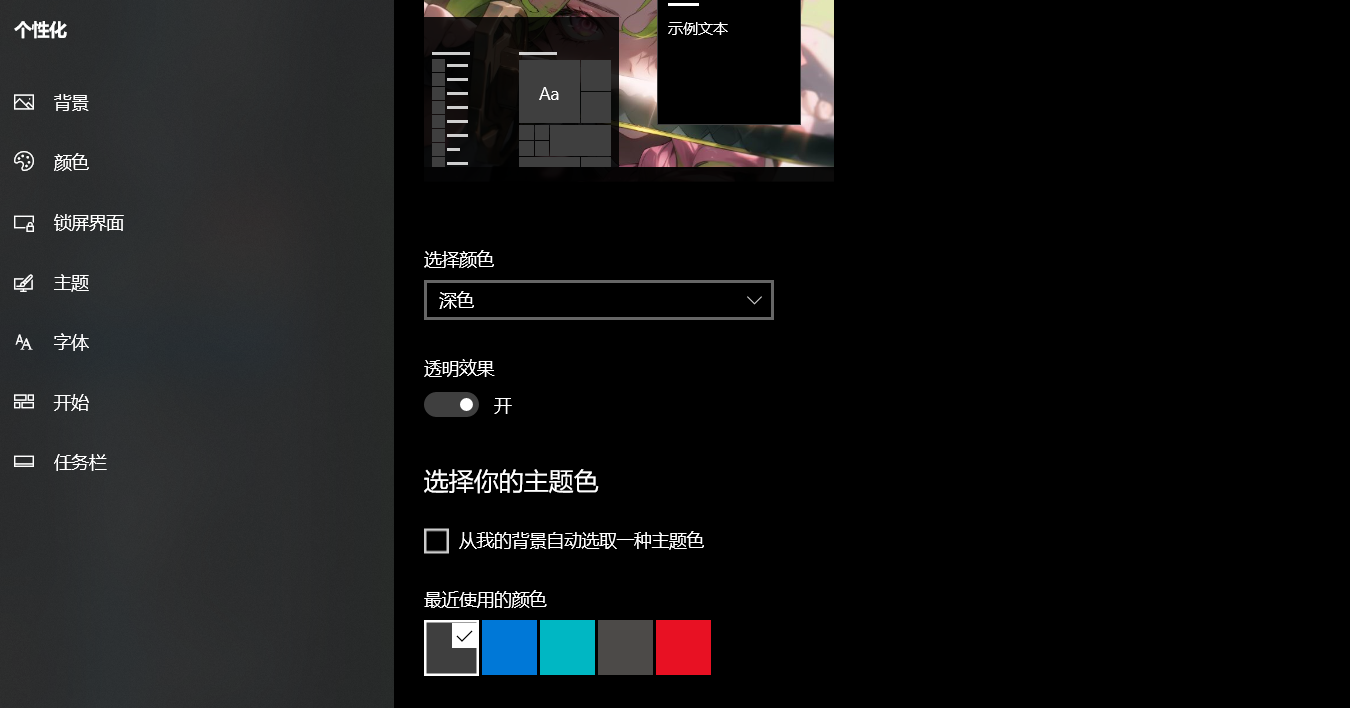 个性化
背景
颜色
锁屏界面
主题
字体
开始
任务栏
示例文本
Aa
选择颜色
深色
透明效果
开
选择你的主题色
从我的背景自动选取一种主题色
最近使用的颜色